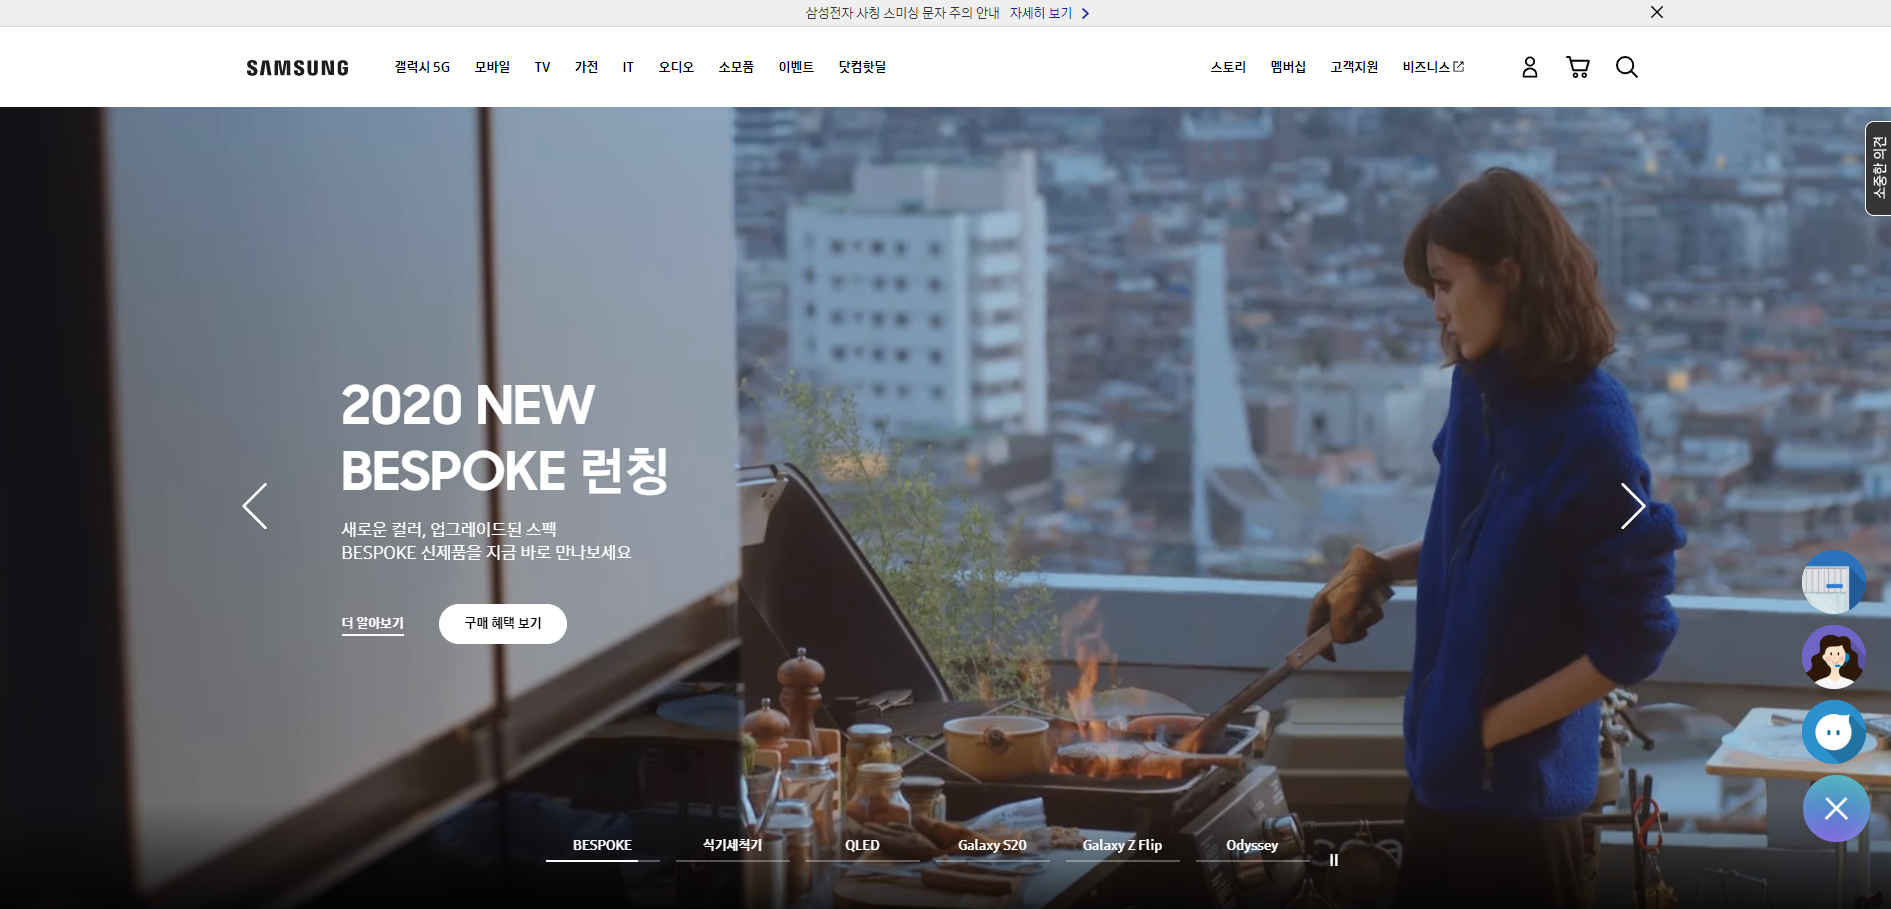 삼성전자 사칭 스미싱 문자 주의 안내 자세히 보기
SAMSUNG 갤럭시 5G 모바일 TV 가전 IT 오디오 소모품 이벤트 닷컴핫딜 스토리 멤버십 고객지원 비즈니스
소중한 의견
2020 NEW
BESPOKE 런칭
새로운 컬러, 업그레이드된 스펙
BESPOKE 신제품을 지금 바로 만나보세요
더 알아보기 구매 혜택 보기
BESPOKE 식기세척기 QLED Galaxy S20 Galaxy Z Flip Odyssey